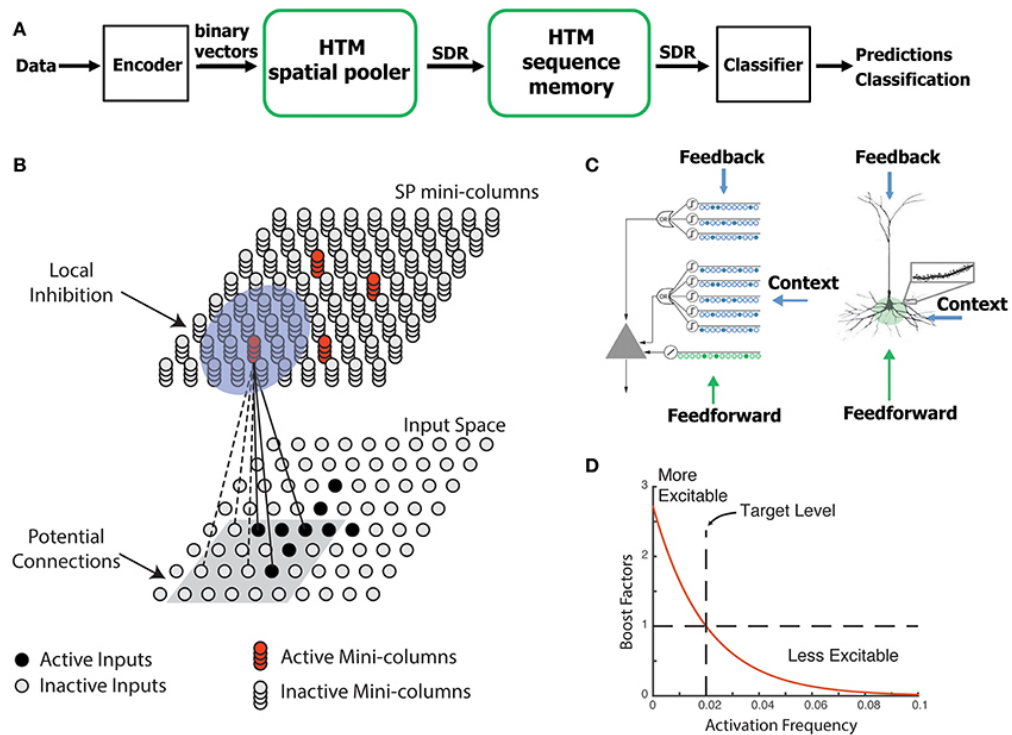 A
Data
Encoder
binary
vectors
HTM
spatial pooler
SDR
HTM
sequence
memory
SDR
Classifier
Predictions
Classification
B
SP mini-columns
Local
Inhibition
Input Space
Potential
Connections
Active Inputs
Inactive Inputs
Active Mini-columns
Inactive Mini-columns
C
Feedback
OR
Context
OR
Feedforward
Feedback
Context
Feedforward
D
More
Excitable
Target Level
Less Excitable
Boost Factors
3
2
1
0
0
0.02
0.04
0.06
0.08
0.1
Activation Frequency